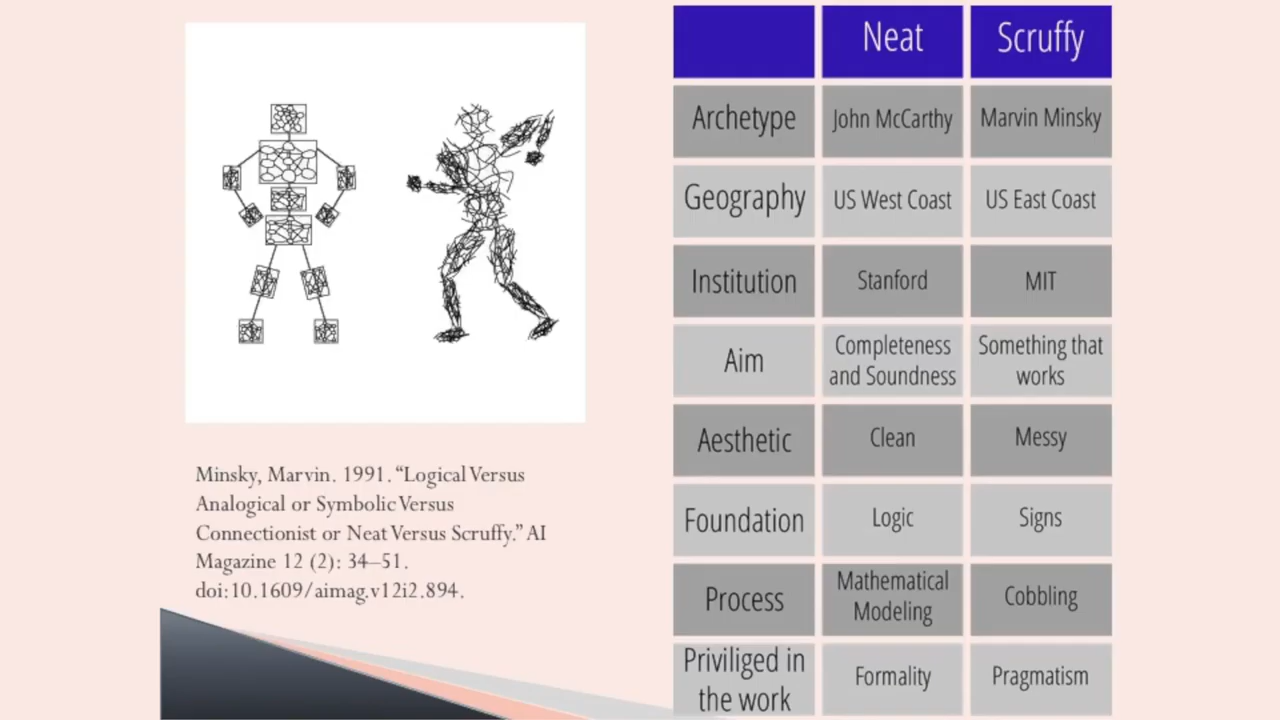 Minsky, Marvin. 1991. “Logical Versus
Analogical or Symbolic Versus
Connectionist or Neat Versus Scruffy.” AI
Magazine 12 (2): 34–51.
doi:10.1609/aimag.v12i2.894.
Neat Scruffy
Archetype John McCarthy Marvin Minsky
Geography US West Coast US East Coast
Institution Stanford MIT
Aim Completeness and Soundness Something that works
Aesthetic Clean Messy
Foundation Logic Signs
Process Mathematical Modeling Cobbling
Priviliged in the work Formality Pragmatism